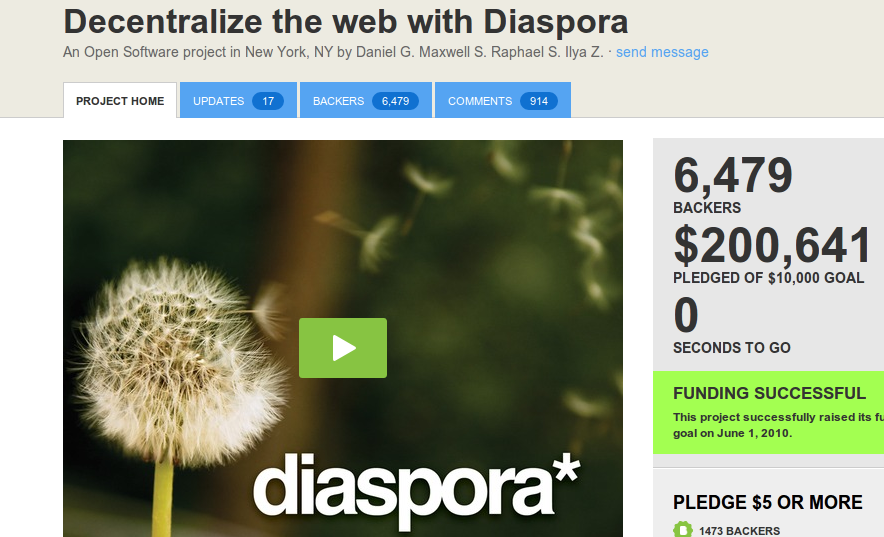 Decentralize the web with Diaspora
An Open Software project in New York, NY by Daniel G. Maxwell S. Raphael S. Ilya Z. · send message
PROJECT HOME
UPDATES 17
BACKERS 6,479
COMMENTS 914
diaspora*
6,479
BACKERS
$200,641
PLEDGED OF $10,000 GOAL
0
SECONDS TO GO
FUNDING SUCCESSFUL
This project successfully raised its fu
goal on June 1, 2010.
PLEDGE $5 OR MORE
1473 BACKERS